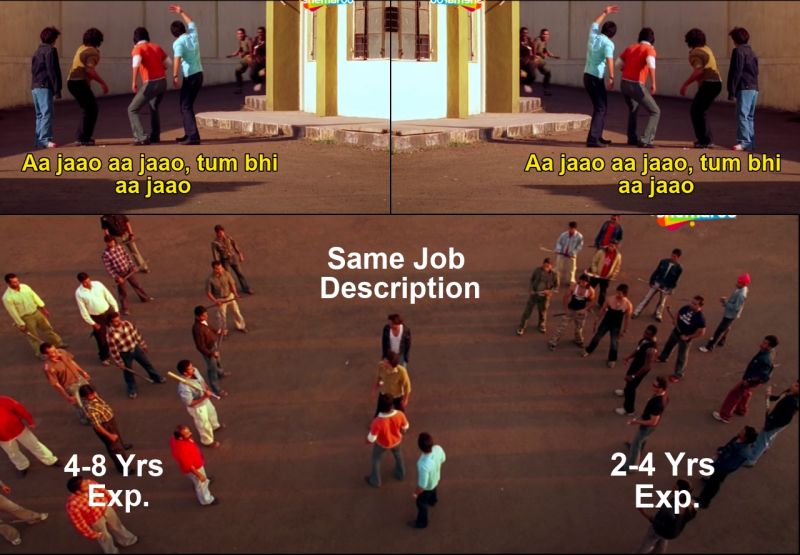 Shemaroo
Aa jaao aa jaao, tum bhi
aa jaao
Aa jaao aa jaao, tum bhi
aa jaao
Same Job
Description
4-8 Yrs
Exp.
2-4 Yrs
Exp.